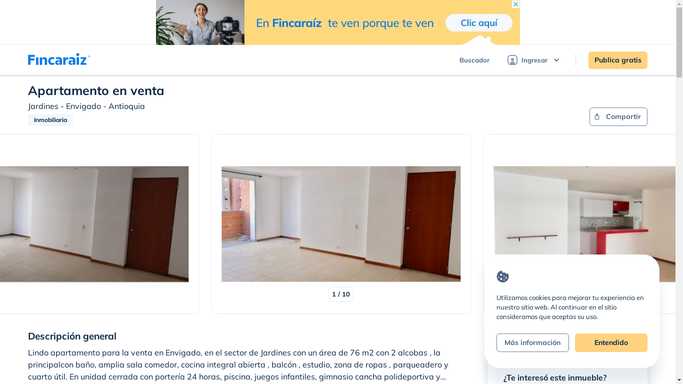 En Fincaraíz te ven porque te ven
Clic aquí
Fincaraiz
Buscador
Ingresar
Publica gratis
Apartamento en venta
Jardines - Envigado - Antioquia
Inmobiliaria
Compartir
1 / 10
Utilizamos cookies para mejorar tu experiencia en
nuestro sitio web. Al continuar en el sitio
consideramos que aceptas su uso.
Más información
Entendido
Descripción general
Lindo apartamento para la venta en Envigado, en el sector de Jardines con un área de 76 m2 con 2 alcobas , la
principalcon baño, amplia sala comedor, cocina integral abierta , balcón , estudio, zona de ropas , parqueadero y
cuarto útil. En unidad cerrada con portería 24 horas, piscina, juegos infantiles, gimnasio cancha polideportiva y...
¿Te interesó este inmueble?